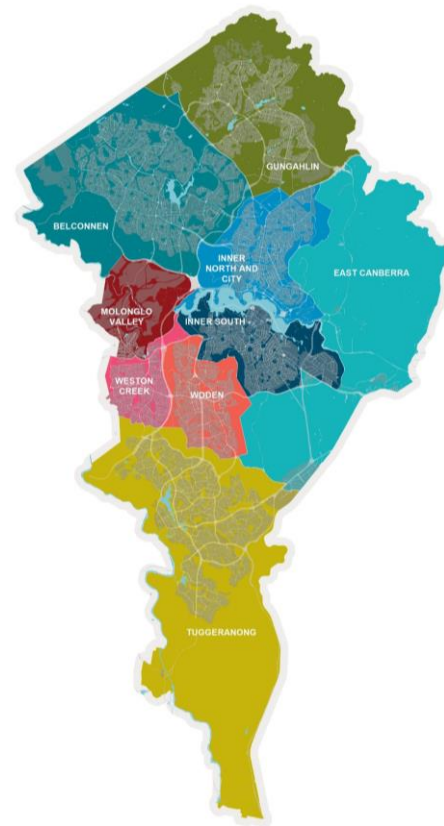 GUNGAHLIN
BELCONNEN
INNER
NORTH AND
CITY
EAST CANBERRA
MOLONGLO
VALLEY
INNER SOUTH
WESTON
CREEK
WODEN
TUGGERANONG